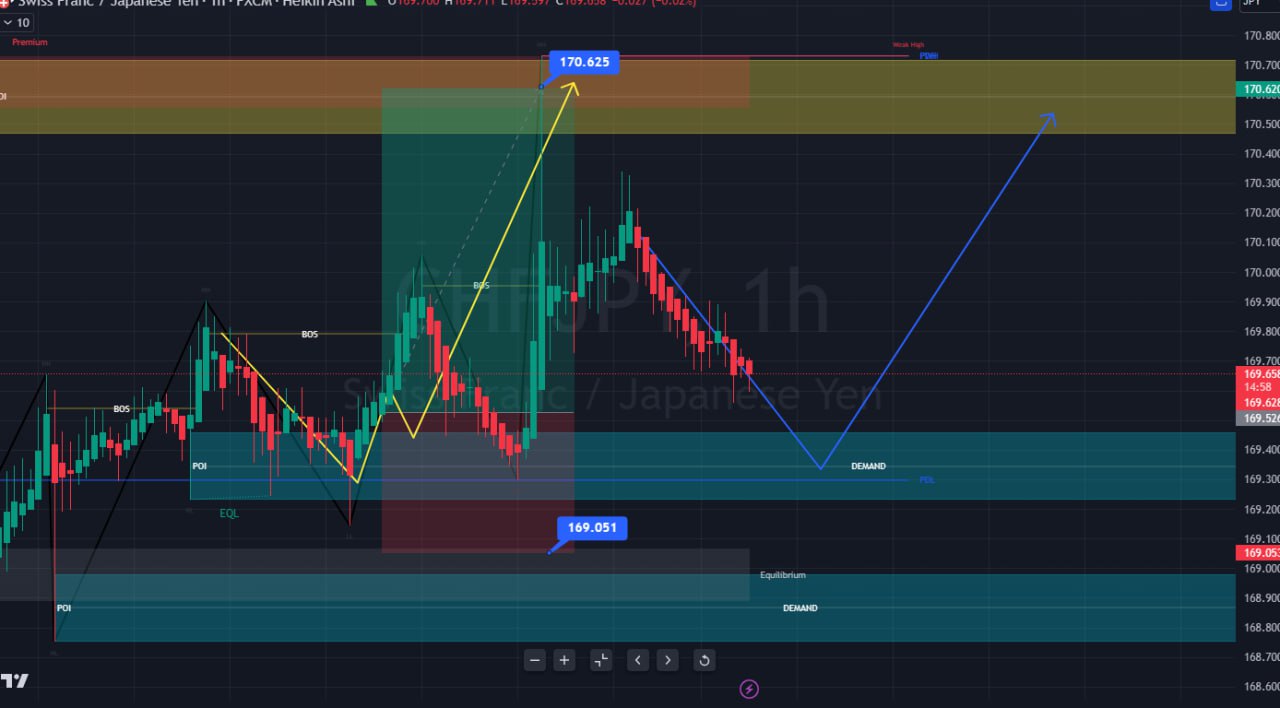 Swiss Franc / Japanese Yen · 1h · FXCM · Heikin Ashi O169.700 H169.711 L169.597 C169.658 −0.027 (−0.02%)
JPY
10
Premium
Weak High
PDH
170.625
170.800
170.700
170.620
170.500
170.400
170.300
170.200
170.100
170.000
169.900
169.800
169.700
169.658
14:58
169.628
169.526
169.400
169.300
169.200
169.100
169.053
169.000
168.900
168.800
168.700
168.600
CHFJPY, 1h
Swiss Franc / Japanese Yen
BOS
BOS
BOS
POI
DEMAND
PDL
EQL
169.051
Equilibrium
POI
DEMAND